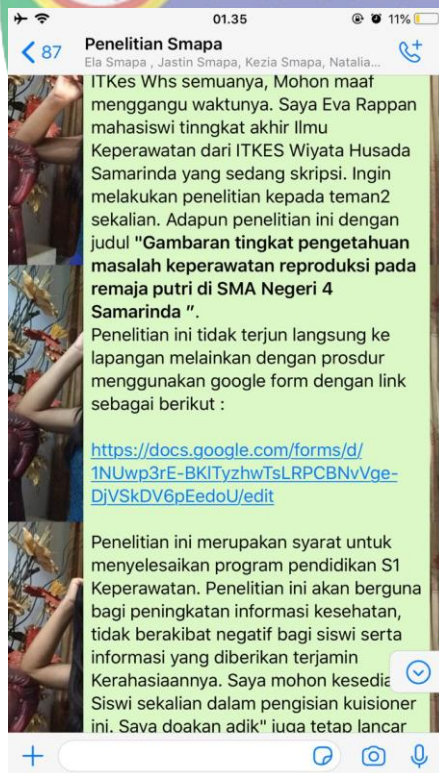 01.35
11%
87
Penelitian Smapa
Ela Smapa , Jastin Smapa, Kezia Smapa, Natalia...
ITKes Whs semuanya, Mohon maaf
menggangu waktunya. Saya Eva Rappan
mahasiswi tinngkat akhir Ilmu
Keperawatan dari ITKES Wiyata Husada
Samarinda yang sedang skripsi. Ingin
melakukan penelitian kepada teman2
sekalian. Adapun penelitian ini dengan
judul "Gambaran tingkat pengetahuan
masalah keperawatan reproduksi pada
remaja putri di SMA Negeri 4
Samarinda ".
Penelitian ini tidak terjun langsung ke
lapangan melainkan dengan prosdur
menggunakan google form dengan link
sebagai berikut :
https://docs.google.com/forms/d/
1NUwp3rE-BKlTyzhwTsLRPCBNvVge-
DjVSkDV6pEedoU/edit
Penelitian ini merupakan syarat untuk
menyelesaikan program pendidikan S1
Keperawatan. Penelitian ini akan berguna
bagi peningkatan informasi kesehatan,
tidak berakibat negatif bagi siswi serta
informasi yang diberikan terjamin
Kerahasiaannya. Saya mohon kesedia
Siswi sekalian dalam pengisian kuisioner
ini. Saya doakan adik" juga tetap lancar